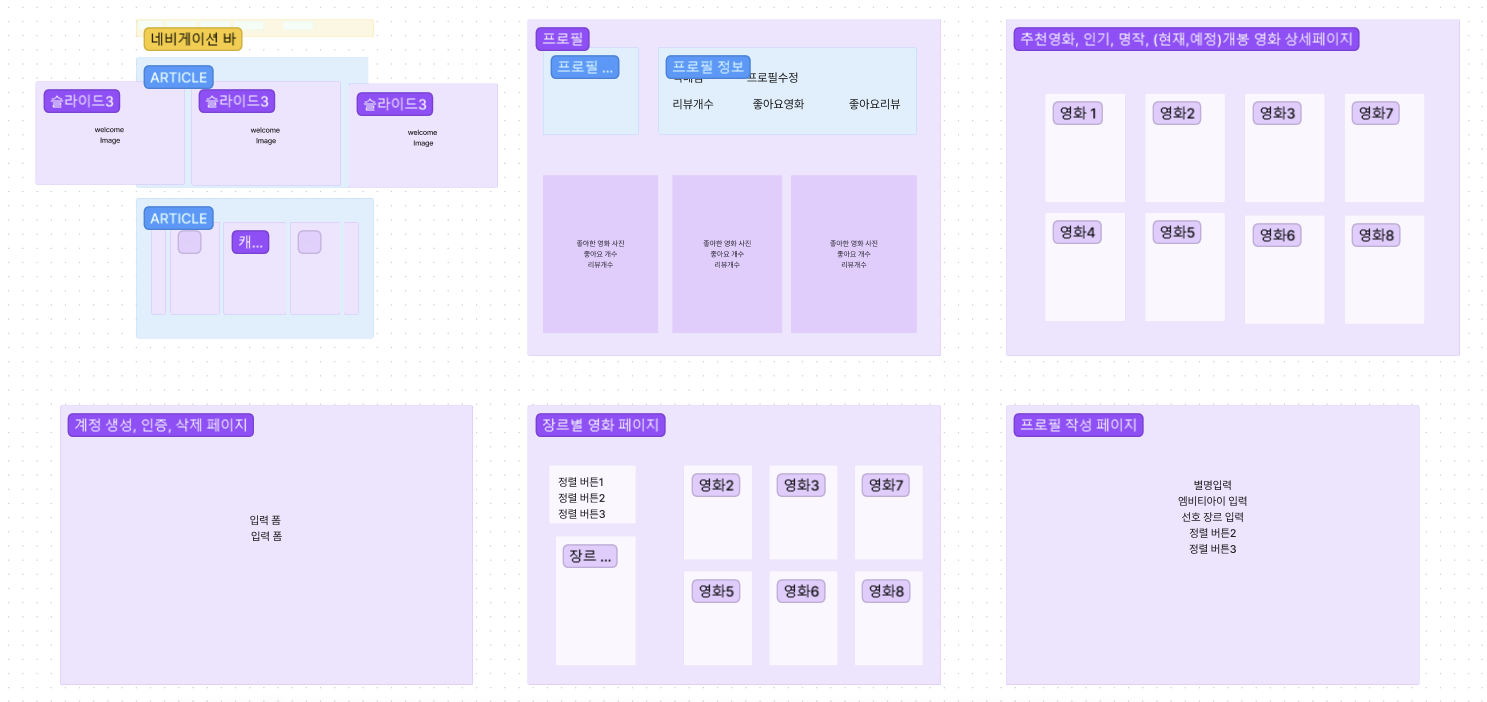 네비게이션 바
ARTICLE
슬라이드3
welcome
Image
슬라이드3
welcome
Image
슬라이드3
welcome
Image
ARTICLE
캐...
프로필
프로필 ...
프로필 정보
프로필수정
리뷰개수
좋아요영화
좋아요리뷰
좋아한 영화 사진
좋아요 개수
리뷰개수
좋아한 영화 사진
좋아요 개수
리뷰개수
좋아한 영화 사진
좋아요 개수
리뷰개수
추천영화, 인기, 명작, (현재,예정)개봉 영화 상세페이지
영화 1
영화2
영화3
영화7
영화4
영화5
영화6
영화8
계정 생성, 인증, 삭제 페이지
입력 폼
입력 폼
장르별 영화 페이지
정렬 버튼1
정렬 버튼2
정렬 버튼3
장르 ...
영화2
영화3
영화7
영화5
영화6
영화8
프로필 작성 페이지
별명입력
엠비티아이 입력
선호 장르 입력
정렬 버튼2
정렬 버튼3